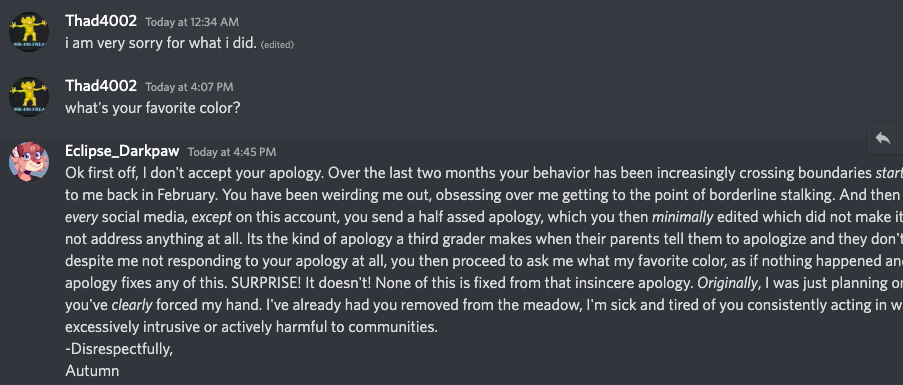 Thad4002 Today at 12:34 AM
i am very sorry for what i did. (edited)
Thad4002 Today at 4:07 PM
what's your favorite color?
Eclipse_Darkpaw Today at 4:45 PM
Ok first off, I don't accept your apology. Over the last two months your behavior has been increasingly crossing boundaries start
to me back in February. You have been weirding me out, obsessing over me getting to the point of borderline stalking. And then
every social media, except on this account, you send a half assed apology, which you then minimally edited which did not make it
not address anything at all. Its the kind of apology a third grader makes when their parents tell them to apologize and they don't
despite me not responding to your apology at all, you then proceed to ask me what my favorite color, as if nothing happened and
apology fixes any of this. SURPRISE! It doesn't! None of this is fixed from that insincere apology. Originally, I was just planning on
you've clearly forced my hand. I've already had you removed from the meadow, I'm sick and tired of you consistently acting in w
excessively intrusive or actively harmful to communities.
-Disrespectfully,
Autumn